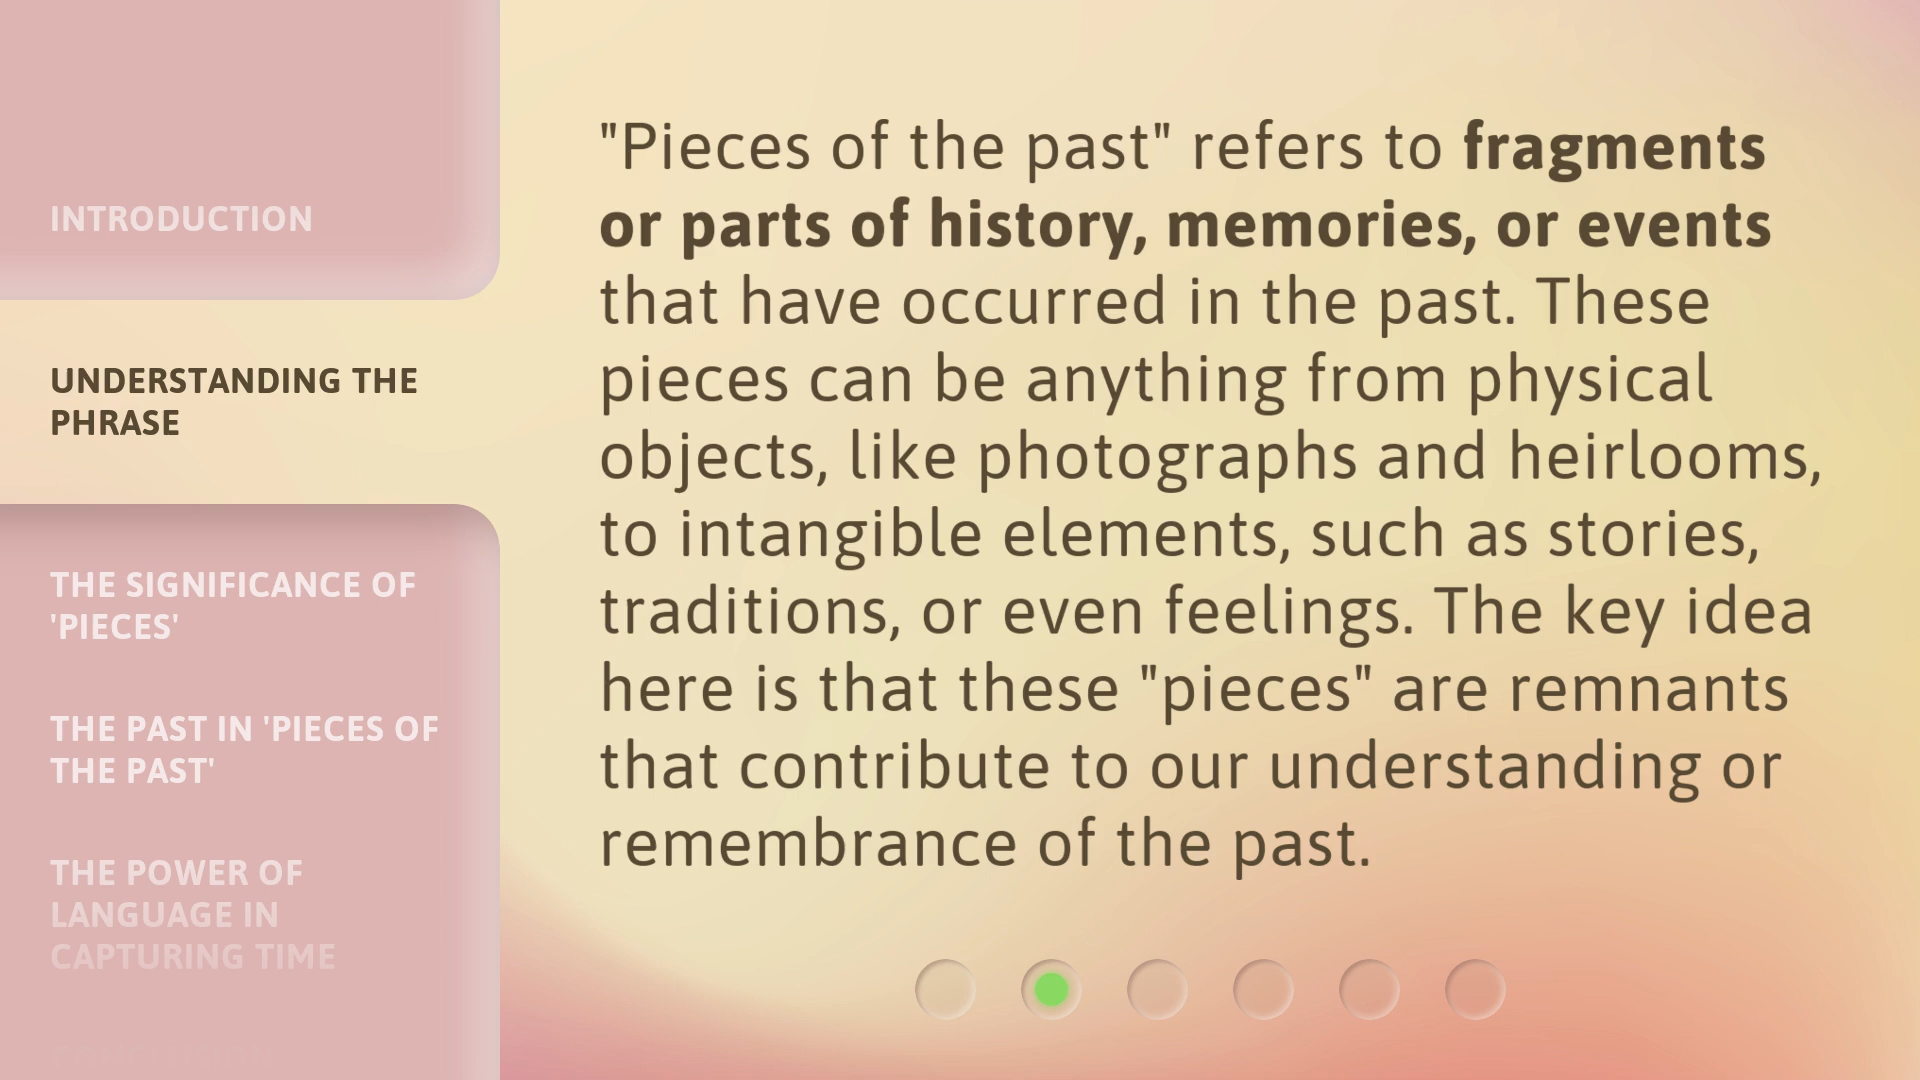 INTRODUCTION
UNDERSTANDING THE
PHRASE
THE SIGNIFICANCE OF
'PIECES'
THE PAST IN 'PIECES OF
THE PAST'
THE POWER OF
LANGUAGE IN
CAPTURING TIME
CONCLUSION
"Pieces of the past" refers to fragments
or parts of history, memories, or events
that have occurred in the past. These
pieces can be anything from physical
objects, like photographs and heirlooms,
to intangible elements, such as stories,
traditions, or even feelings. The key idea
here is that these "pieces" are remnants
that contribute to our understanding or
remembrance of the past.